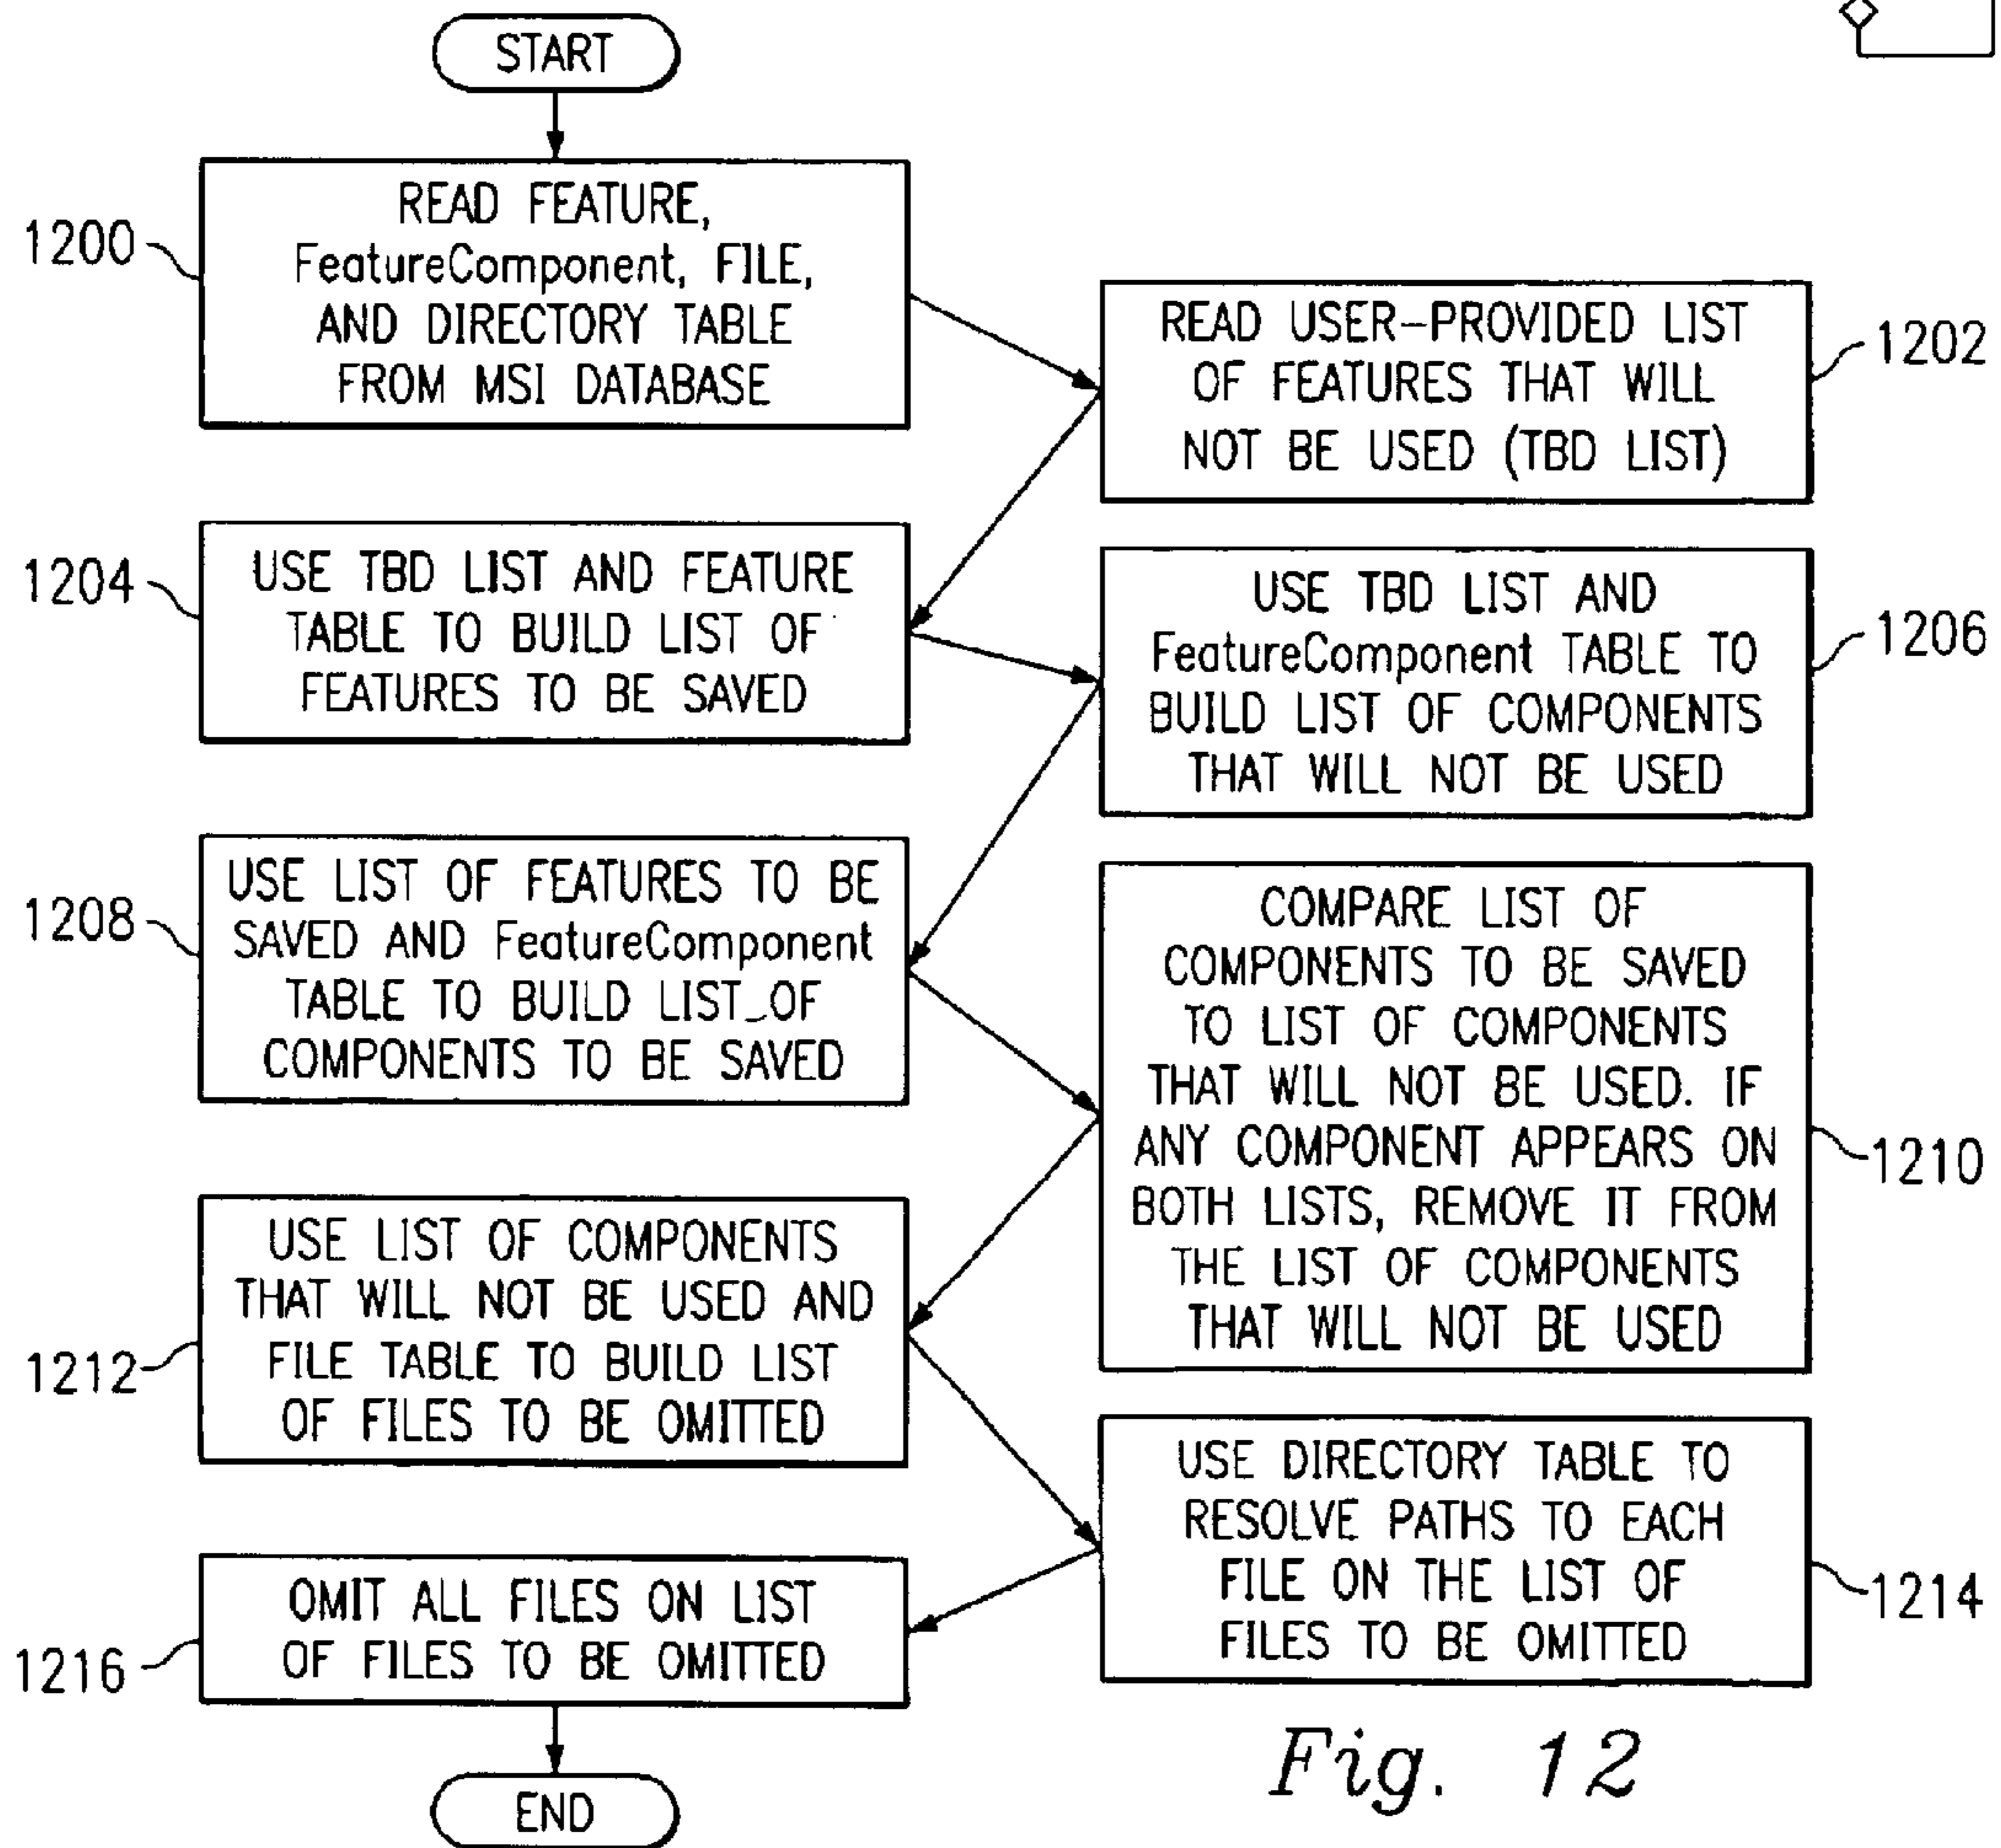 START
1200
READ FEATURE,
FeatureComponent, FILE,
AND DIRECTORY TABLE
FROM MSI DATABASE
READ USER-PROVIDED LIST
OF FEATURES THAT WILL
NOT BE USED (TBD LIST)
1202
1204
USE TBD LIST AND FEATURE
TABLE TO BUILD LIST OF
FEATURES TO BE SAVED
USE TBD LIST AND
FeatureComponent TABLE TO
BUILD LIST OF COMPONENTS
THAT WILL NOT BE USED
1206
1208
USE LIST OF FEATURES TO BE
SAVED AND FeatureComponent
TABLE TO BUILD LIST OF
COMPONENTS TO BE SAVED
COMPARE LIST OF
COMPONENTS TO BE SAVED
TO LIST OF COMPONENTS
THAT WILL NOT BE USED. IF
ANY COMPONENT APPEARS ON
BOTH LISTS, REMOVE IT FROM
THE LIST OF COMPONENTS
THAT WILL NOT BE USED
1210
1212
USE LIST OF COMPONENTS
THAT WILL NOT BE USED AND
FILE TABLE TO BUILD LIST
OF FILES TO BE OMITTED
USE DIRECTORY TABLE TO
RESOLVE PATHS TO EACH
FILE ON THE LIST OF
FILES TO BE OMITTED
1214
1216
OMIT ALL FILES ON LIST
OF FILES TO BE OMITTED
END
Fig. 12